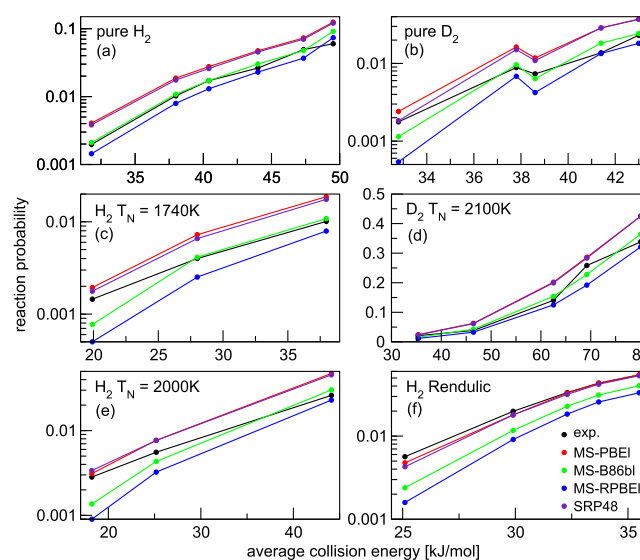 pure H2
(a)
0.1
0.01
0.001
35
40
45
50
pure D2
(b)
0.01
0.001
34
36
38
40
42
H2 TN = 1740K
(c)
0.01
0.001
20
25
30
35
D2 TN = 2100K
(d)
0.5
0.4
0.3
0.2
0.1
0
30
40
50
60
70
80
H2 TN = 2000K
(e)
0.01
0.001
20
25
30
35
40
H2 Rendulic
(f)
0.01
0.001
25
30
35
exp.
MS-PBEl
MS-B86bl
MS-RPBEl
SRP48
reaction probability
average collision energy [kJ/mol]